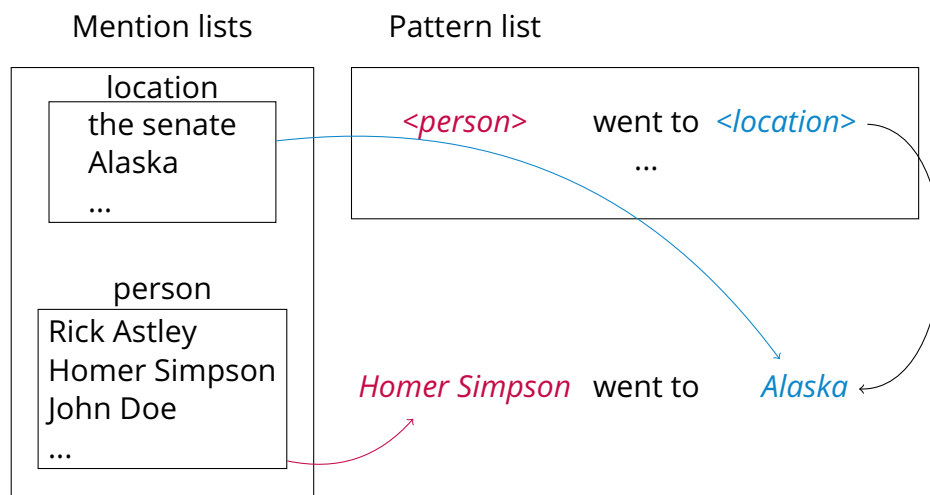 Mention lists
Pattern list
location
the senate
Alaska
...
<person> went to <location>
...
person
Rick Astley
Homer Simpson
John Doe
...
Homer Simpson went to Alaska